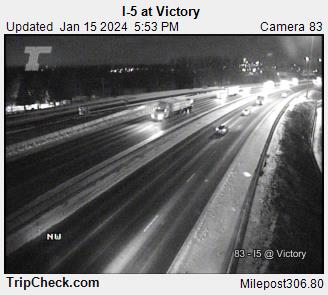 I-5 at Victory
Updated Jan 15 2024 5:53 PM Camera 83
T
NW
83 - I5 @ Victory
TripCheck.com Milepost306.80